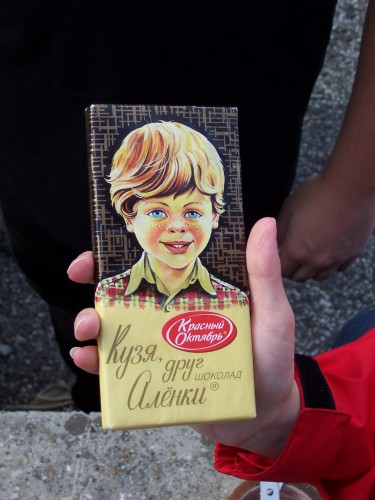 Красный
Октябрь
Кузя,
друг
ШОКОЛАД
Алёнки®